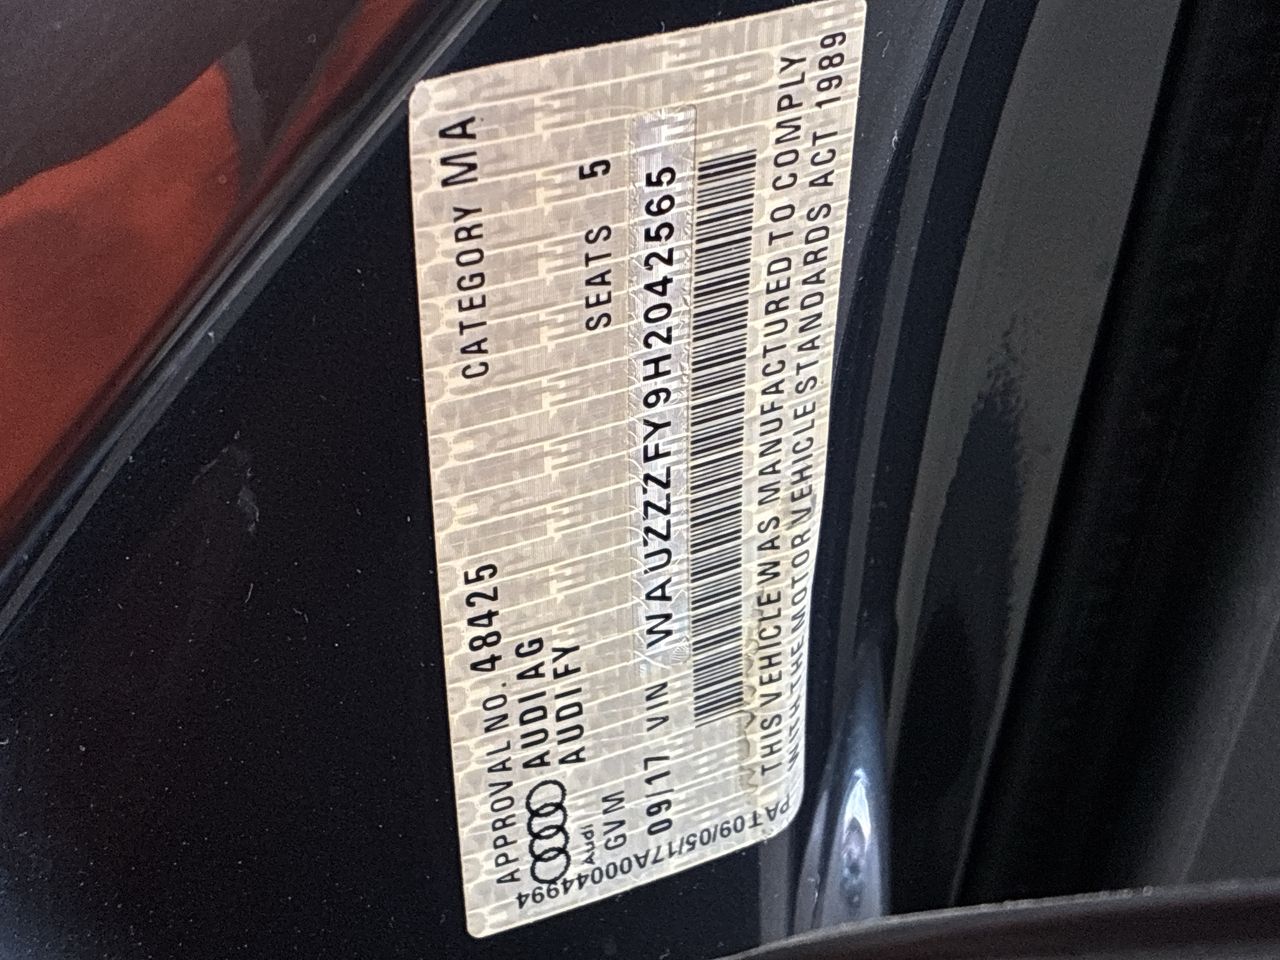 APPROVAL NO. 48425 CATEGORY MA
AUDI AG
AUDI FY
Audi
GVM SEATS 5
09/17 VIN WAUZZZFY9H2042565
THIS VEHICLE WAS MANUFACTURED TO COMPLY
WITH THE MOTOR VEHICLE STANDARDS ACT 1989
PAT09/05/17A00044994